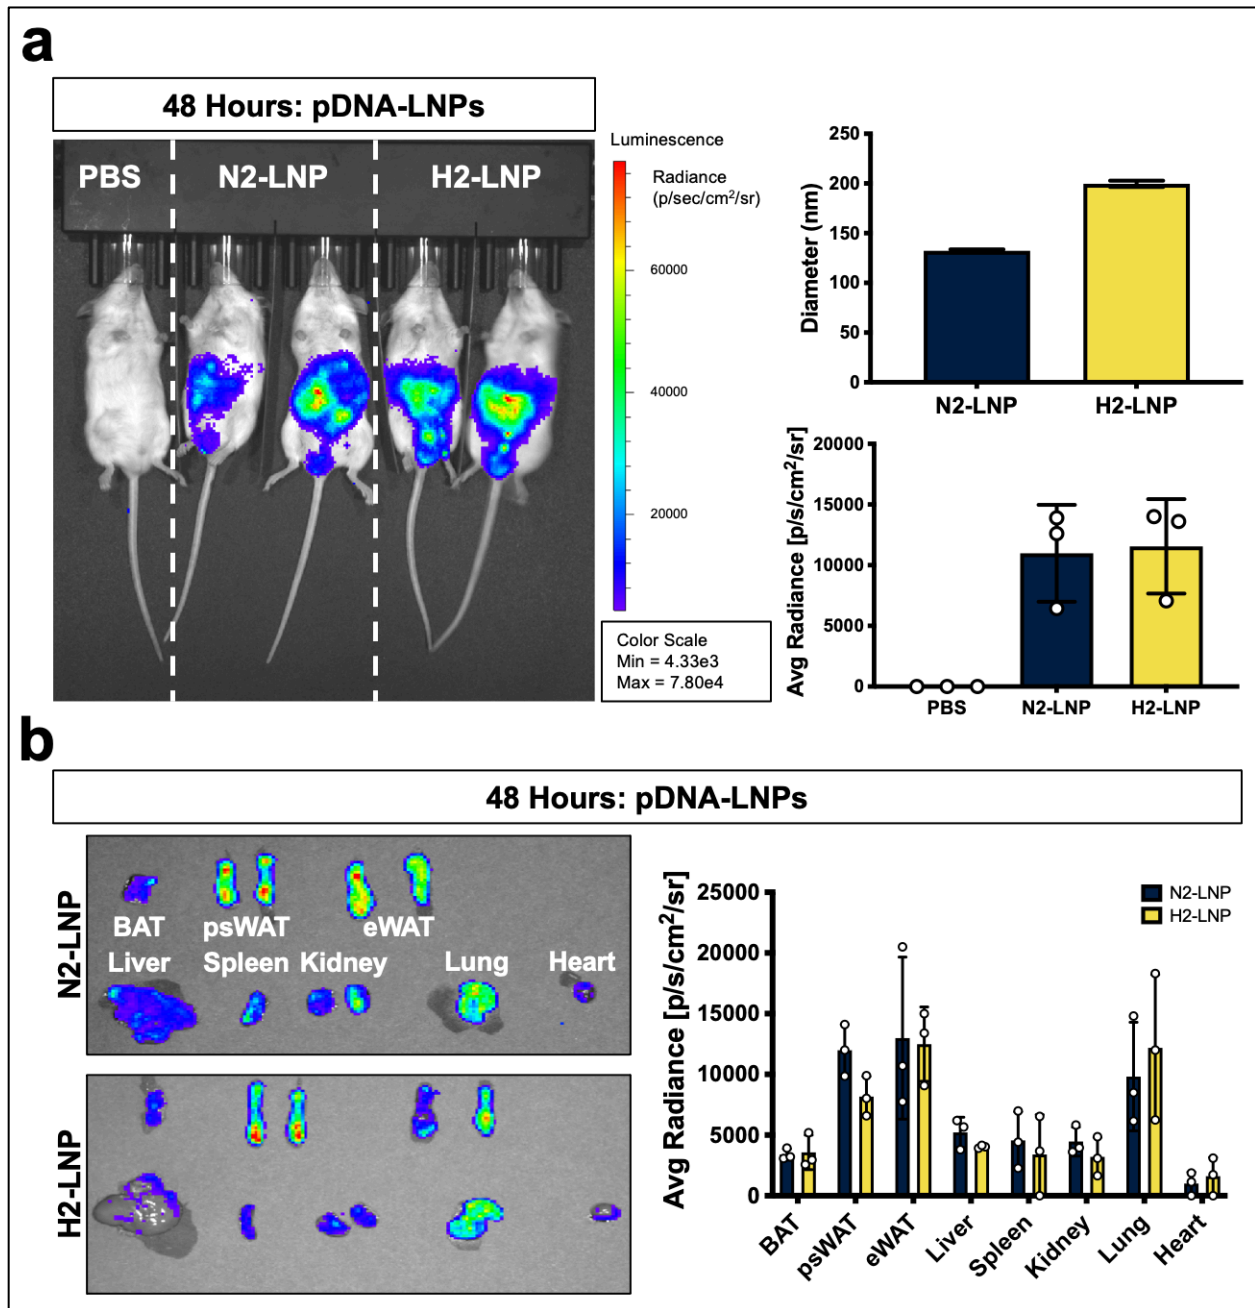 a
48 Hours: pDNA-LNPs
PBS
N2-LNP
H2-LNP
Luminescence
Radiance
(p/sec/cm²/sr)
60000
40000
20000
Color Scale
Min = 4.33e3
Max = 7.80e4
Diameter (nm)
250
200
150
100
50
0
N2-LNP
H2-LNP
Avg Radiance [p/s/cm²/sr]
20000
15000
10000
5000
0
PBS
N2-LNP
H2-LNP
b
48 Hours: pDNA-LNPs
N2-LNP
BAT psWAT eWAT
Liver Spleen Kidney Lung Heart
H2-LNP
Avg Radiance [p/s/cm²/sr]
25000
20000
15000
10000
5000
0
N2-LNP
H2-LNP
BAT
psWAT
eWAT
Liver
Spleen
Kidney
Lung
Heart